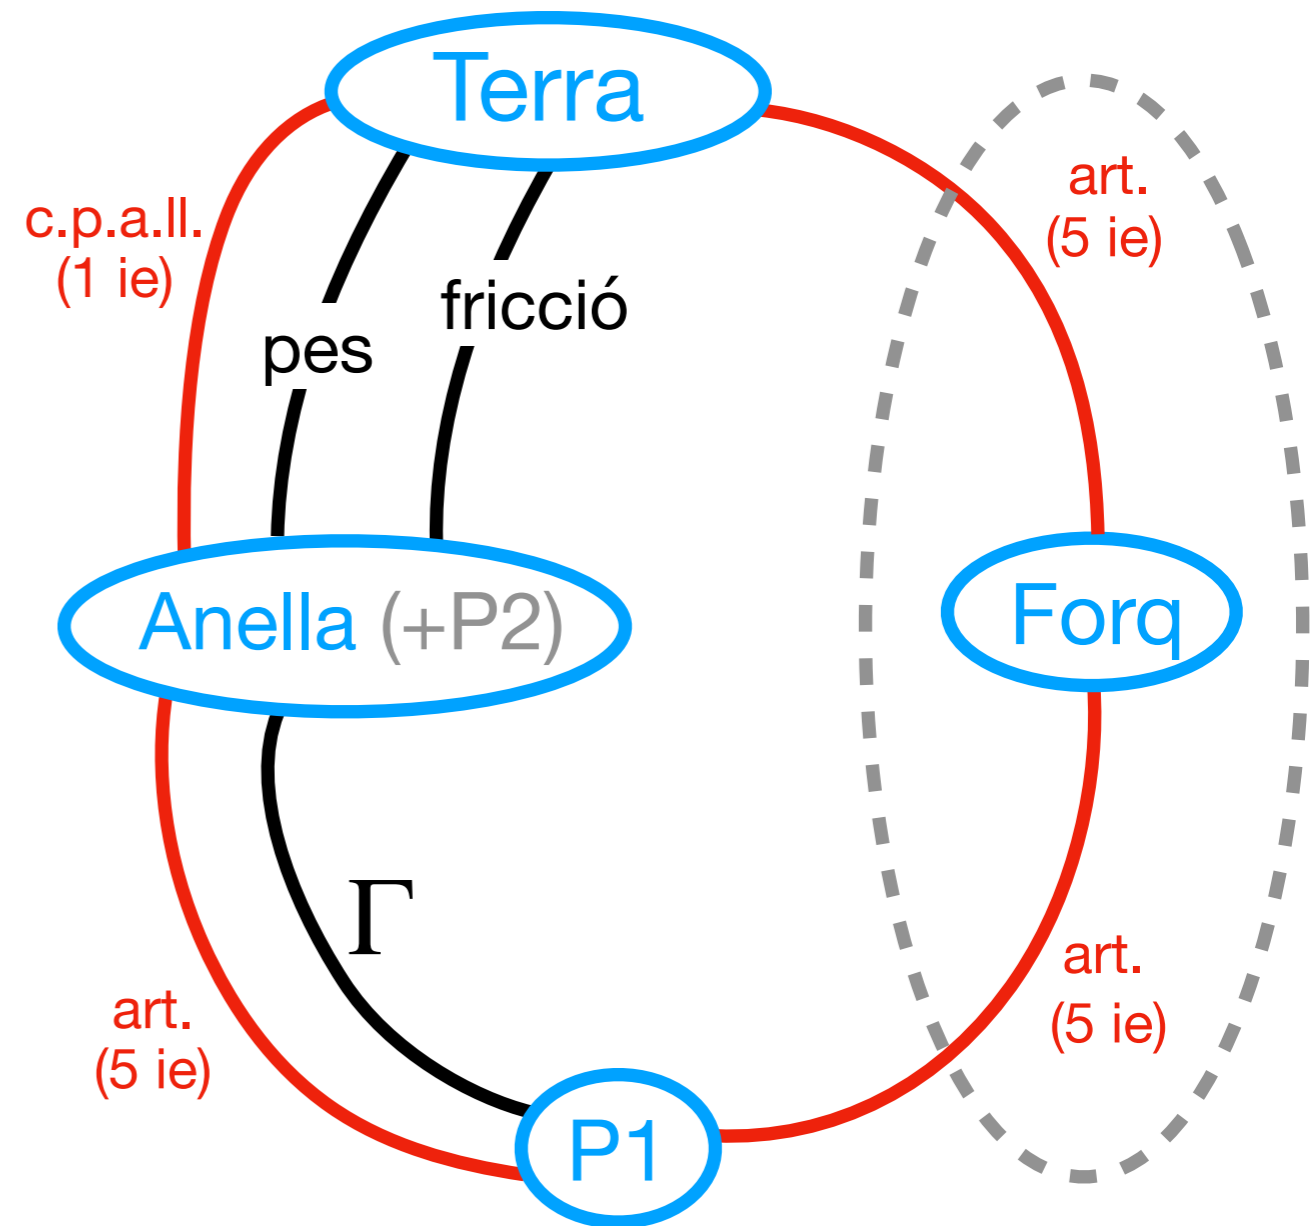 Terra
c.p.a.ll.
(1 ie)
art.
(5 ie)
fricció
pes
Anella (+P2)
Forq
Γ
art.
(5 ie)
art.
(5 ie)
P1